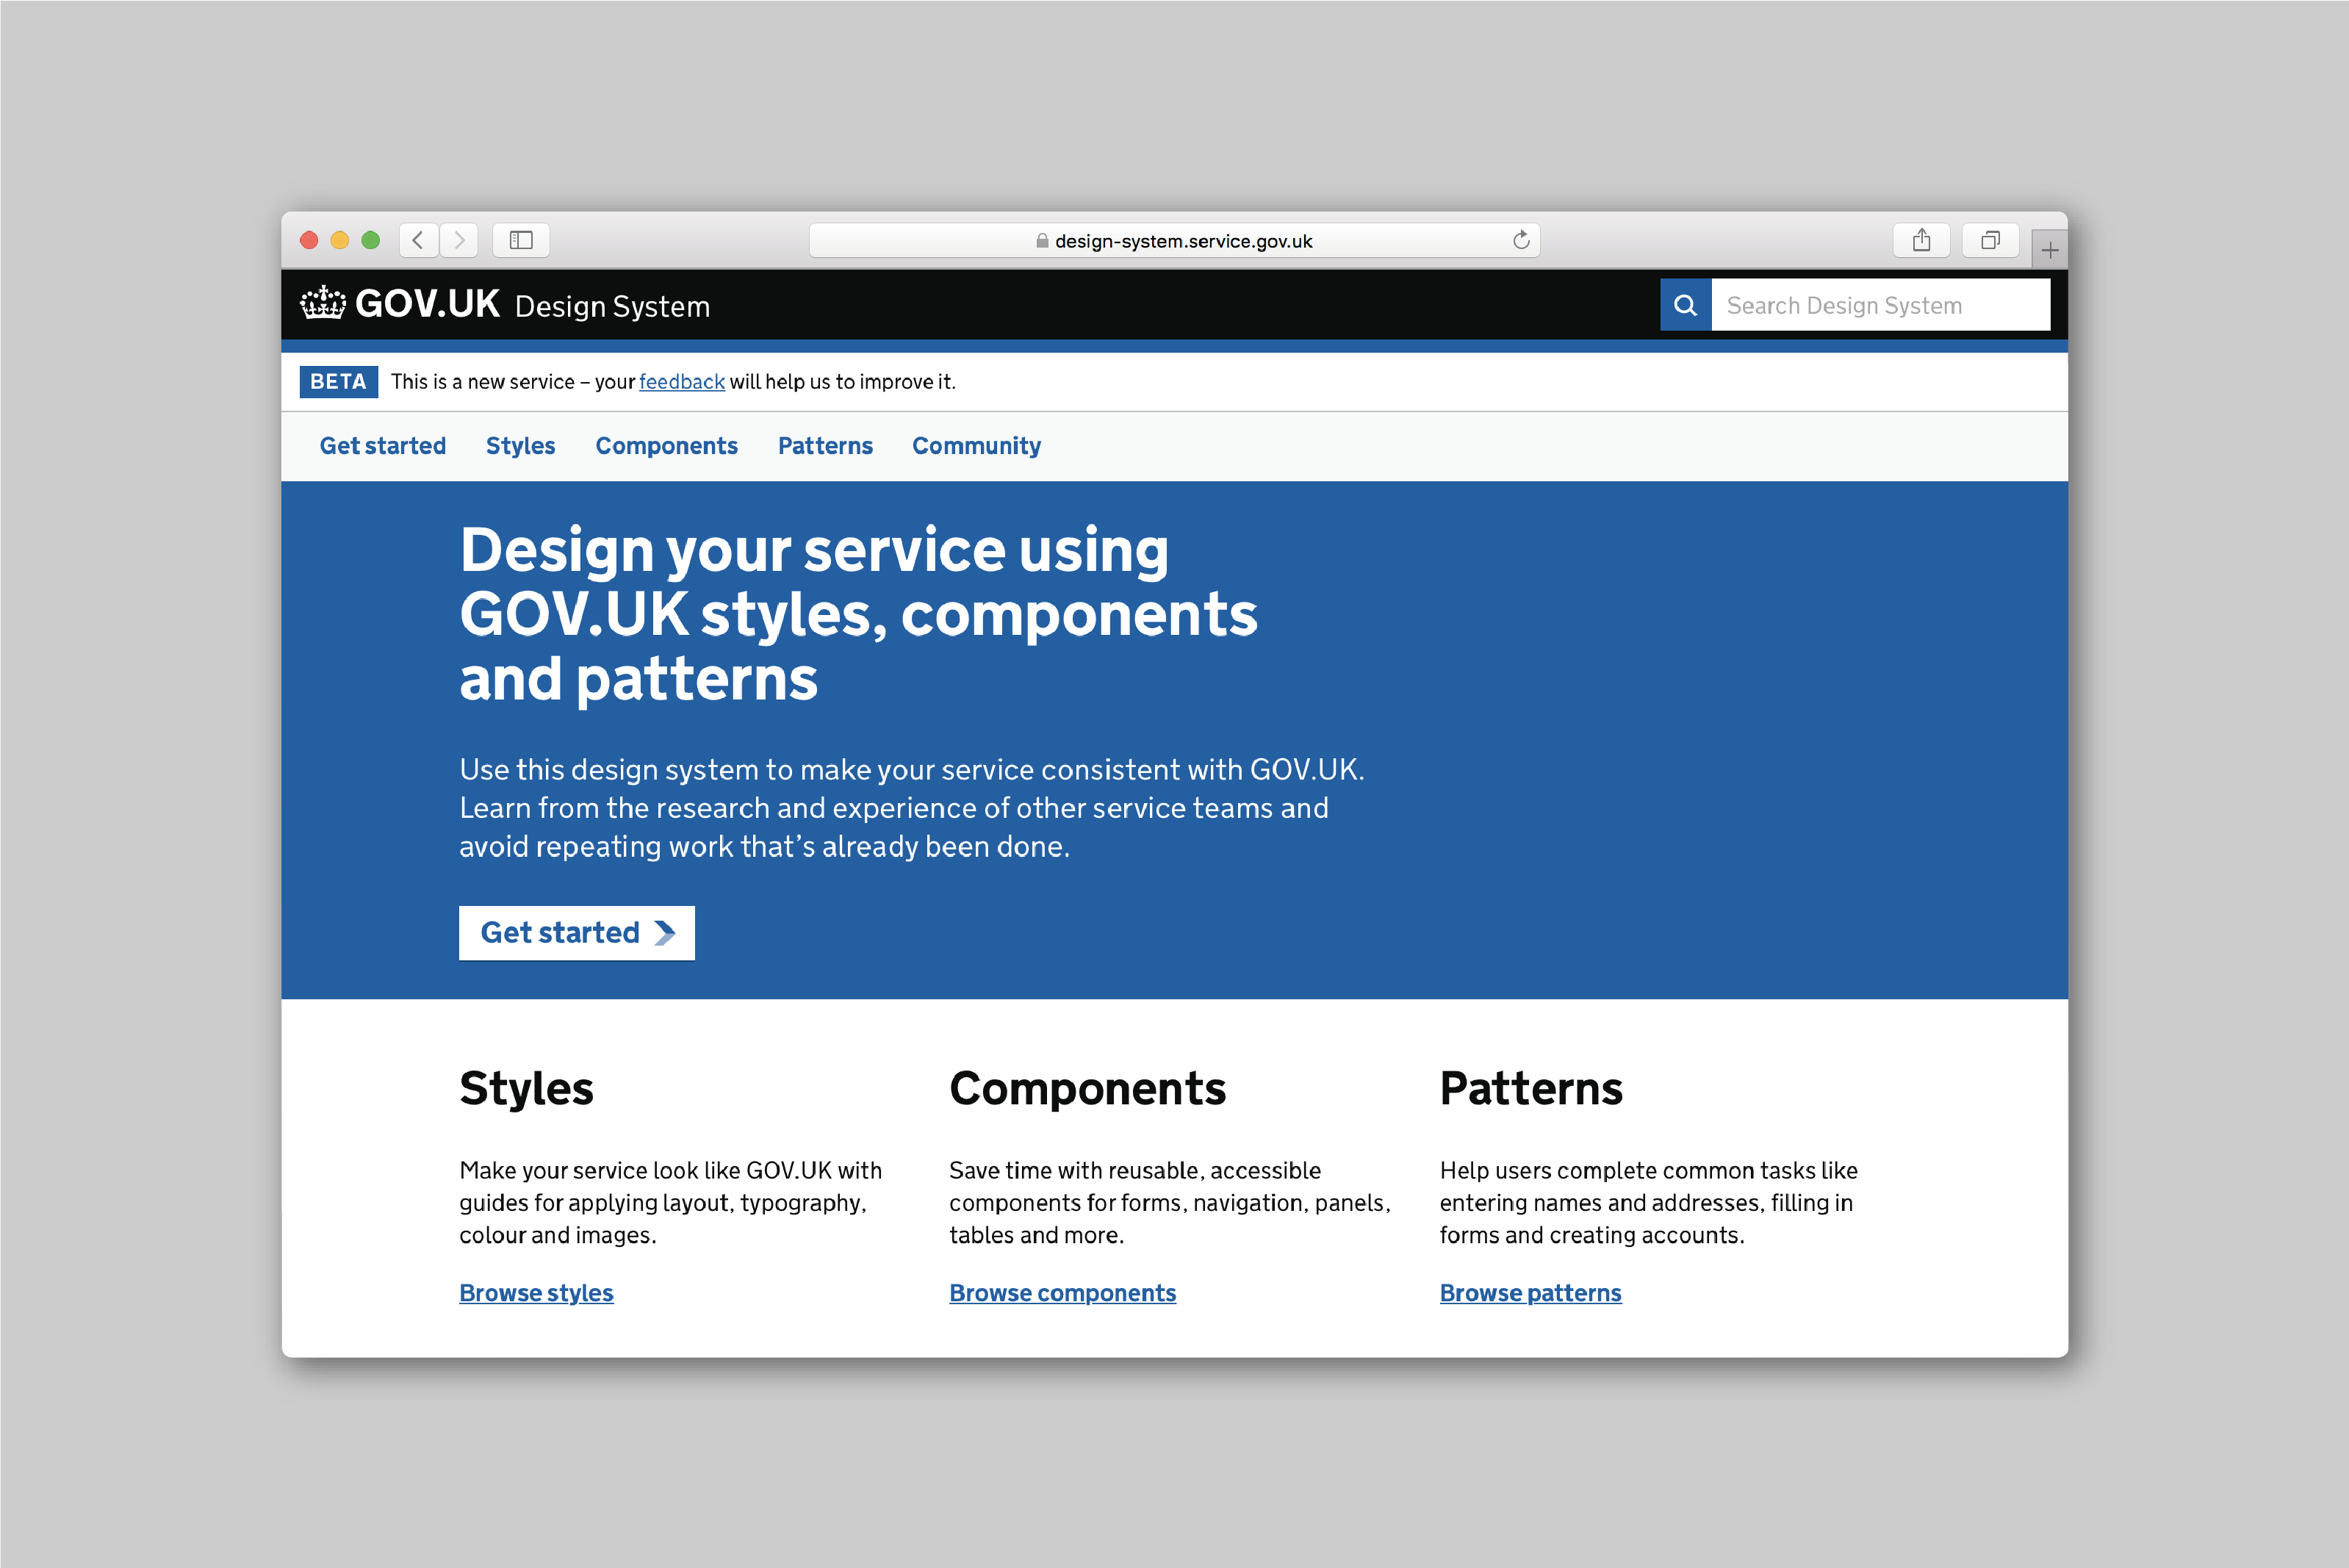 design-system.service.gov.uk
GOV.UK Design System
Search Design System
BETA This is a new service – your feedback will help us to improve it.
Get started Styles Components Patterns Community
Design your service using
GOV.UK styles, components
and patterns
Use this design system to make your service consistent with GOV.UK.
Learn from the research and experience of other service teams and
avoid repeating work that’s already been done.
Get started
Styles
Make your service look like GOV.UK with
guides for applying layout, typography,
colour and images.
Browse styles
Components
Save time with reusable, accessible
components for forms, navigation, panels,
tables and more.
Browse components
Patterns
Help users complete common tasks like
entering names and addresses, filling in
forms and creating accounts.
Browse patterns